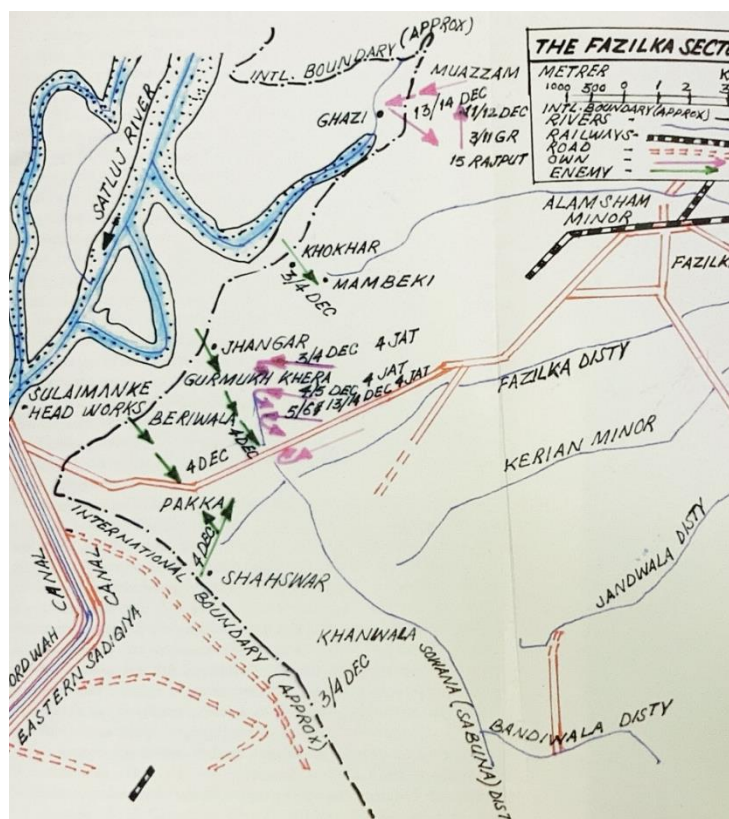 (APPROX)
INTL. BOUNDARY
THE FAZILKA SECTO
METRER K
1000 500 0 1 2 3
INTL. BOUNDARY (APPROX)
RIVERS
RAILWAYS-
ROAD -
OWN -
ENEMY -
MUAZZAM
13/14 DEC
11/12 DEC
GHAZI
3/11 GR
15 RAJPUT
SATLUJ RIVER
ALAMSHAM
MINOR
FAZILK
KHOKHAR
3/4 DEC
MAMBEKI
JHANGAR
3/4 DEC 4 JAT
GURMUKH KHERA
4 JAT
4/5 DEC
13/14 DEC 4 JAT
5/6
FAZILKA DISTY
SULAIMANKE
HEAD WORKS
BERIWALA
4 DEC
4 DEC
KERIAN MINOR
PAKKA
4 DEC
SHAHSWAR
INTERNATIONAL
BOUNDARY
(APPROX)
CANAL
CANAL
ORDWAH
EASTERN SADIQIYA
JANDWALA DISTY
KHANWALA
3/4 DEC
SOWANA (SABUNA) DIST
BANDIWALA DISTY